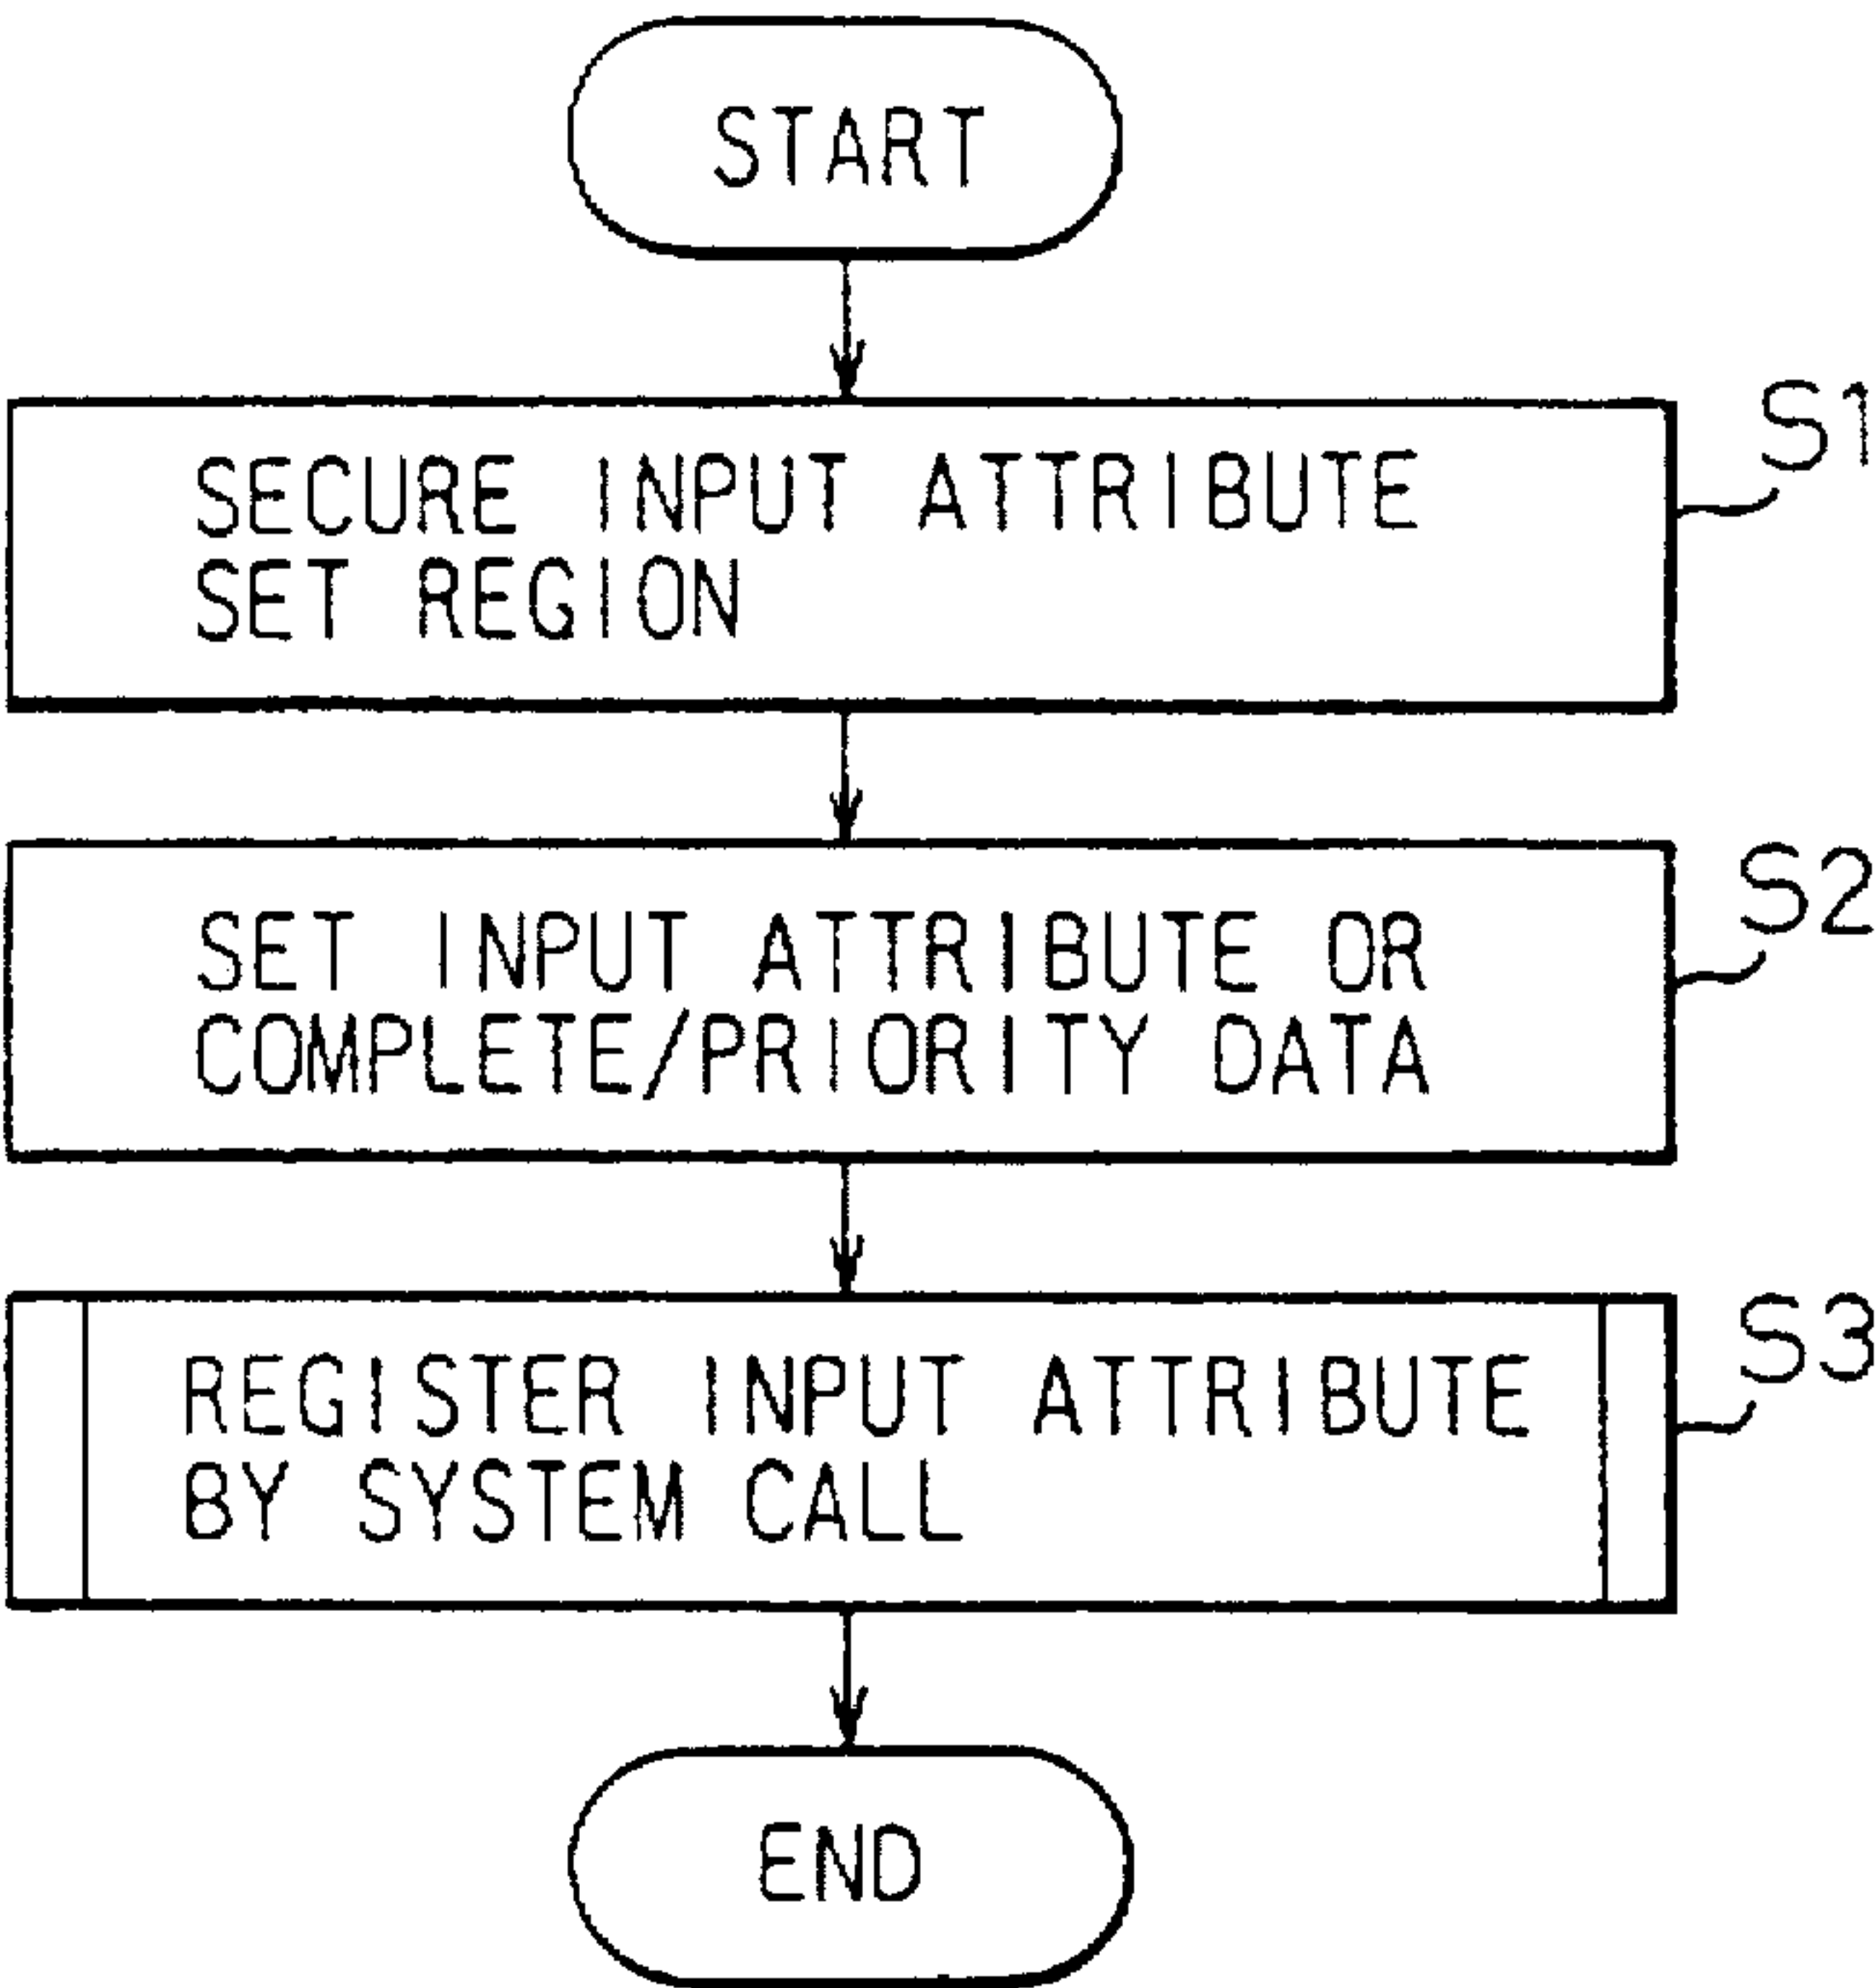 START
S1
SECURE INPUT ATTRIBUTE
SET REGION
S2
SET INPUT ATTRIBUTE OR
COMPLETE/PRIORITY DATA
S3
REGISTER INPUT ATTRIBUTE
BY SYSTEM CALL
END